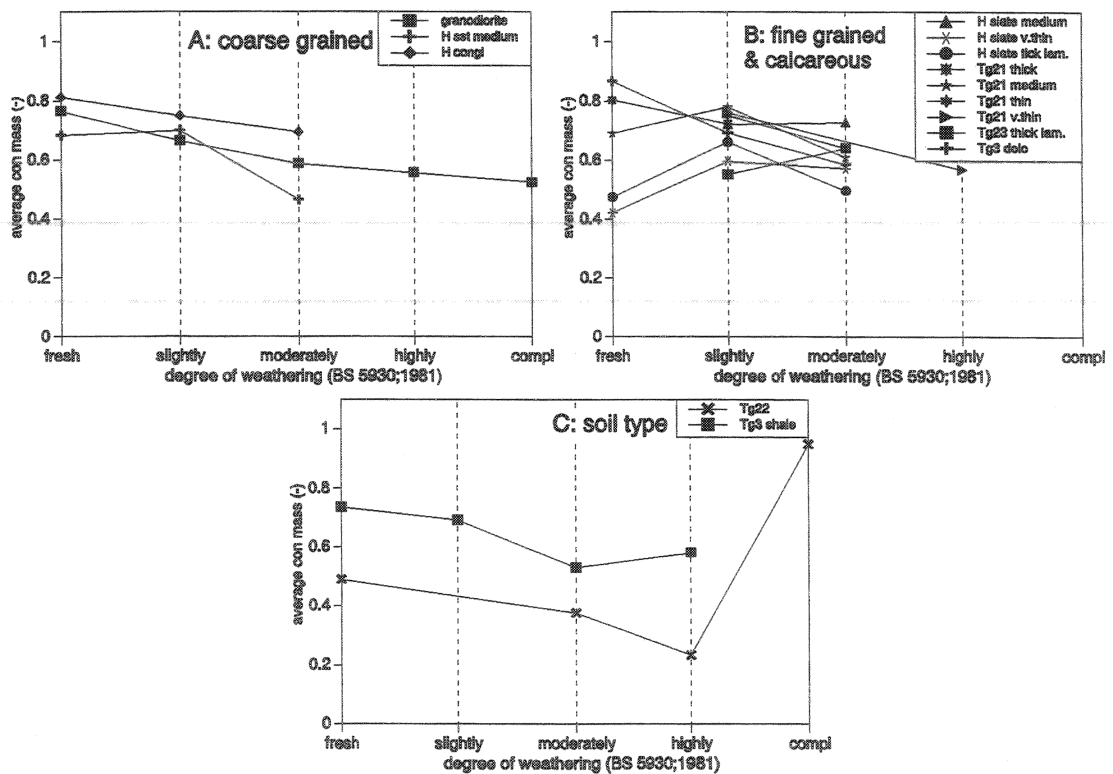 A: coarse grained
granodiorite
H sst medium
H congl
1
0.8
0.6
0.4
0.2
0
average con mass (-)
fresh slightly moderately highly compl
degree of weathering (BS 5930;1981)
B: fine grained
& calcareous
H slate medium
H slate v.thin
H slate tick lam.
Tg21 thick
Tg21 medium
Tg21 thin
Tg21 v.thin
Tg23 thick lam.
Tg3 dolo
1
0.8
0.6
0.4
0.2
0
average con mass (-)
fresh slightly moderately highly compl
degree of weathering (BS 5930;1981)
C: soil type
Tg22
Tg3 shale
1
0.8
0.6
0.4
0.2
0
average con mass (-)
fresh slightly moderately highly compl
degree of weathering (BS 5930;1981)